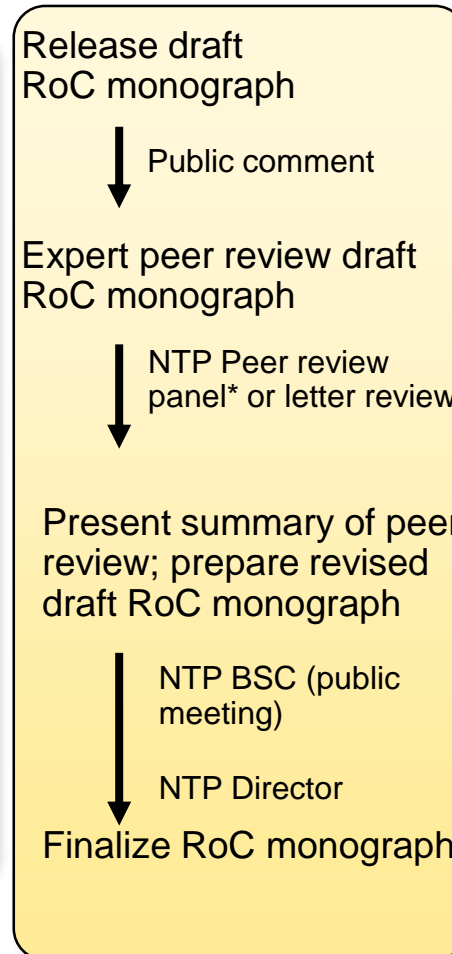 Release draft
RoC monograph
Public comment
Expert peer review draft
RoC monograph
NTP Peer review
panel* or letter review
Present summary of peer
review; prepare revised
draft RoC monograph
NTP BSC (public
meeting)
NTP Director
Finalize RoC monograph